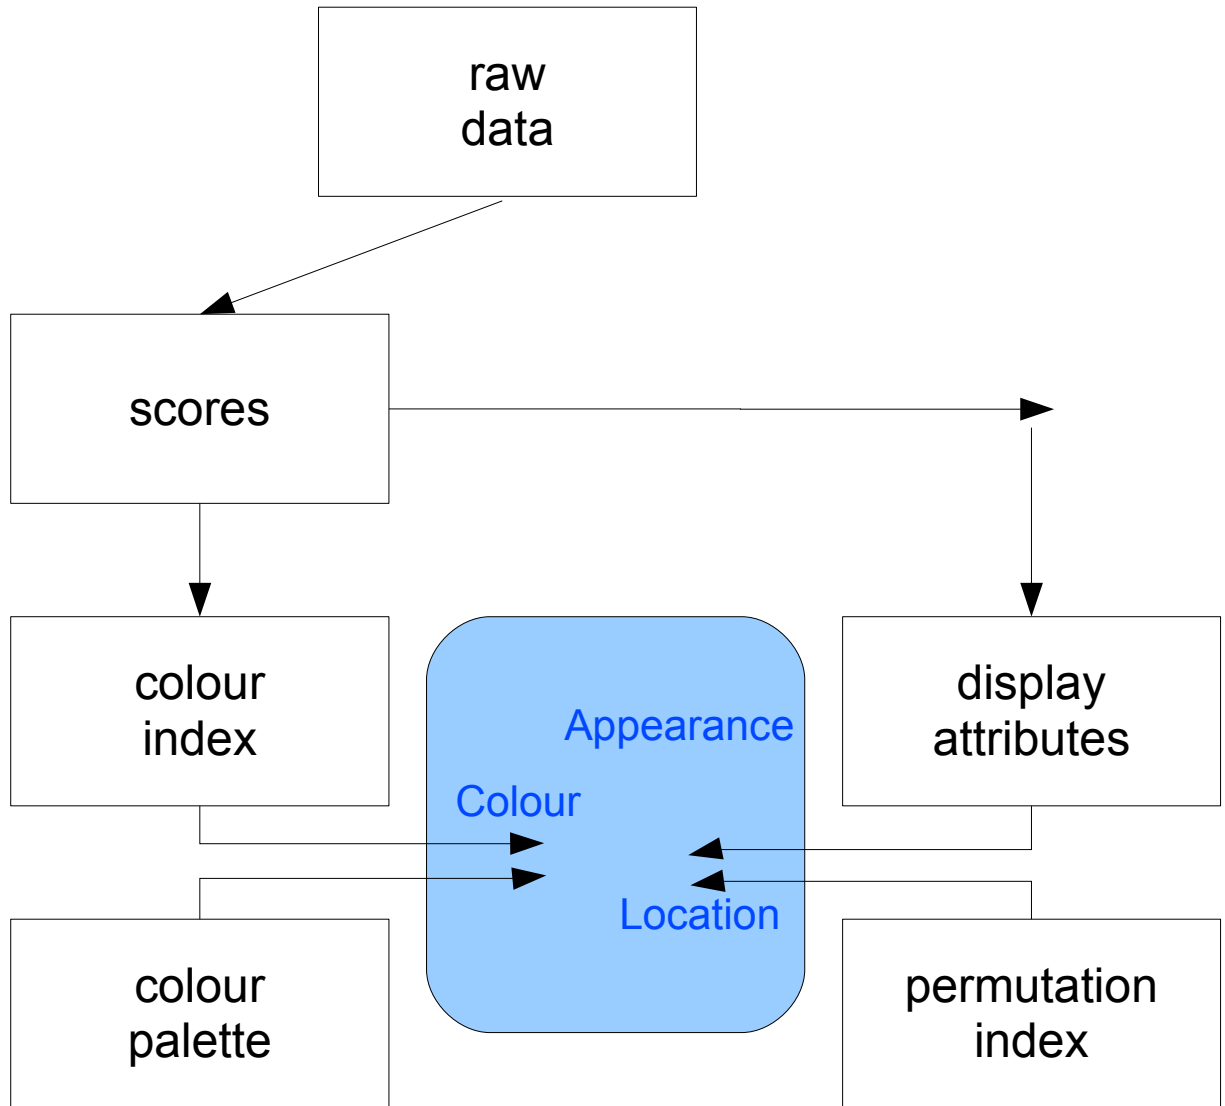 raw
data
scores
colour
index
Appearance
display
attributes
Colour
Location
colour
palette
permutation
index